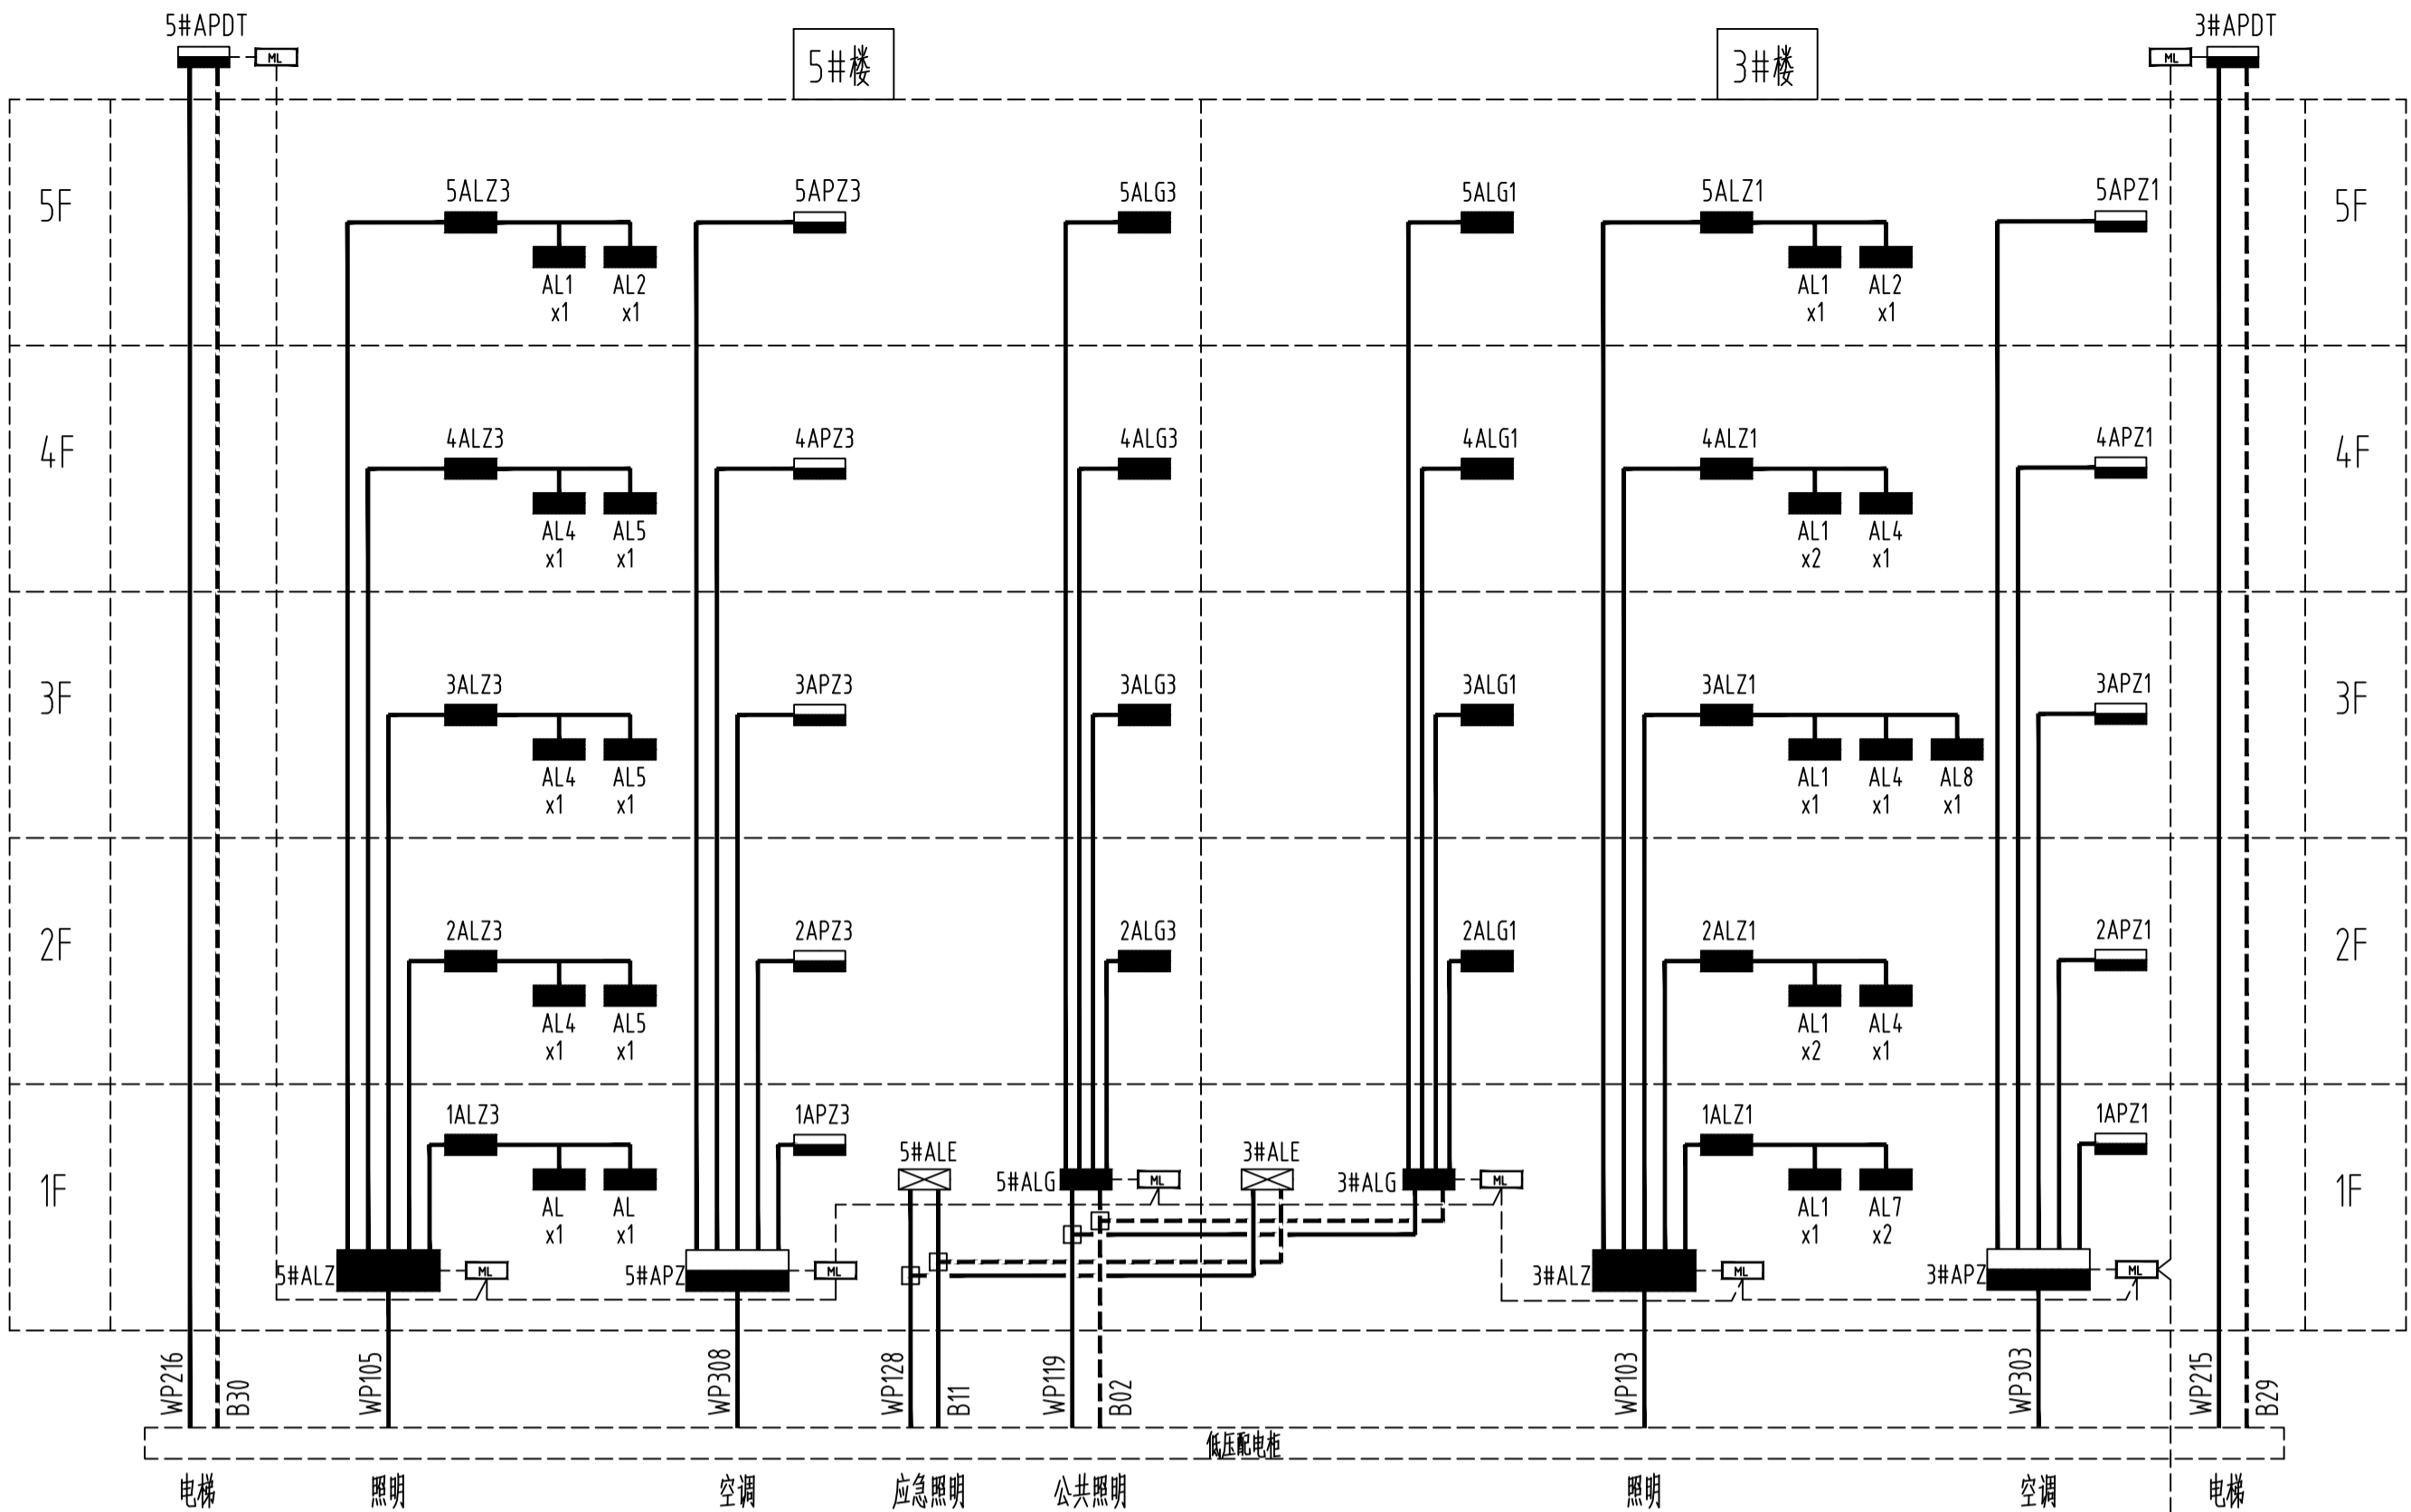 5#APDT
3#APDT
ML
5#楼
3#楼
ML
5F
5ALZ3
5APZ3
5ALG3
5ALG1
5ALZ1
5APZ1
5F
AL1
x1
AL2
x1
AL1
x1
AL2
x1
4F
4ALZ3
4APZ3
4ALG3
4ALG1
4ALZ1
4APZ1
4F
AL4
x1
AL5
x1
AL1
x2
AL4
x1
3F
3ALZ3
3APZ3
3ALG3
3ALG1
3ALZ1
3APZ1
3F
AL4
x1
AL5
x1
AL1
x1
AL4
x1
AL8
x1
2F
2ALZ3
2APZ3
2ALG3
2ALG1
2ALZ1
2APZ1
2F
AL4
x1
AL5
x1
AL1
x2
AL4
x1
1F
1ALZ3
1APZ3
5#ALE
3#ALE
1ALZ1
1APZ1
1F
5#ALG
ML
3#ALG
ML
AL
x1
AL
x1
AL1
x1
AL7
x2
5#ALZ
ML
5#APZ
ML
3#ALZ
ML
3#APZ
ML
WP216
B30
WP105
WP308
WP128
B11
WP119
B02
WP103
WP303
WP215
B29
低压配电柜
电梯
照明
空调
应急照明
公共照明
照明
空调
电梯